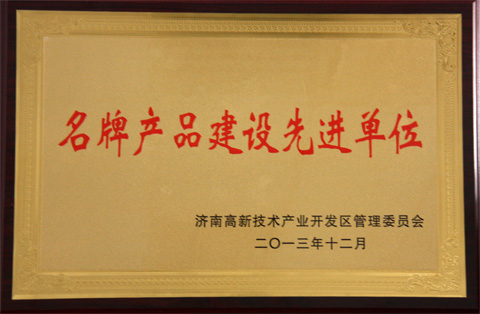 名牌产品建设先进单位
济南高新技术产业开发区管理委员会
二〇一三年十二月